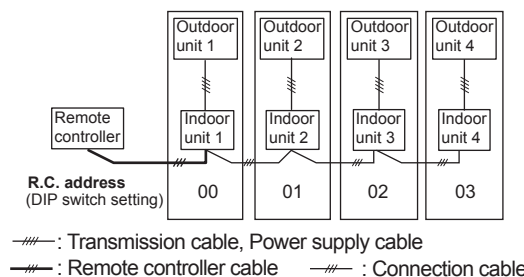 Outdoor
unit 1
Outdoor
unit 2
Outdoor
unit 3
Outdoor
unit 4
Remote
controller
Indoor
unit 1
Indoor
unit 2
Indoor
unit 3
Indoor
unit 4
R.C. address
(DIP switch setting)
00
01
02
03
: Transmission cable, Power supply cable
: Remote controller cable
: Connection cable